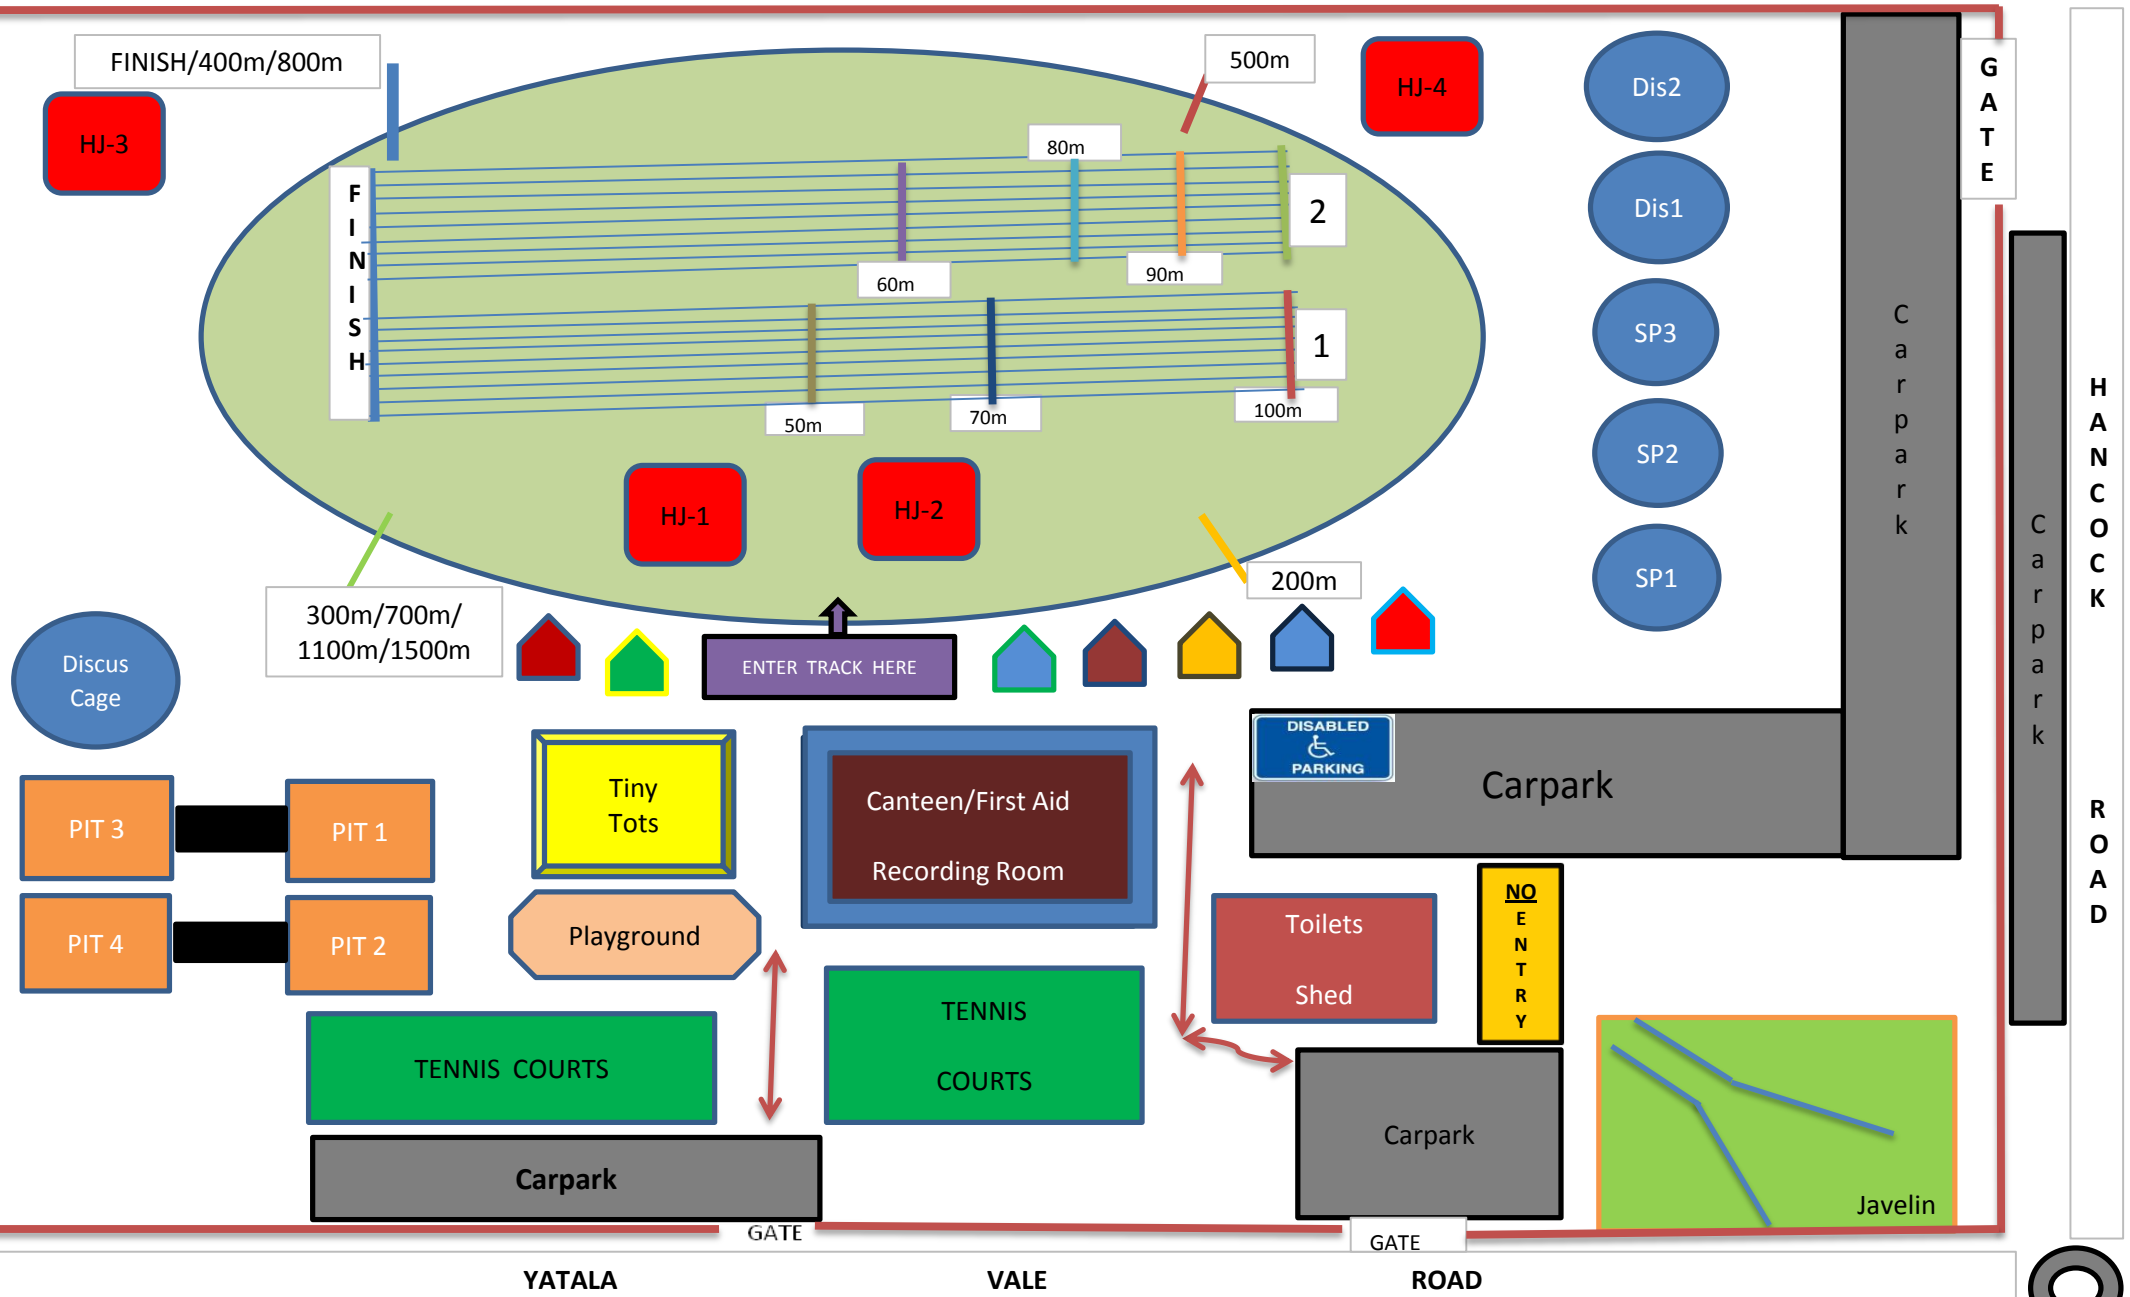 FINISH/400m/800m
500m
HJ-3
HJ-4
Dis2
Dis1
SP3
SP2
SP1
GATE
Carpark
Carpark
HANCOCK
ROAD
FINISH
80m
2
60m
90m
1
50m
70m
100m
HJ-1
HJ-2
200m
300m/700m/
1100m/1500m
ENTER TRACK HERE
Discus
Cage
PIT 3
PIT 1
PIT 4
PIT 2
Tiny
Tots
Playground
Canteen/First Aid
Recording Room
DISABLED
PARKING
Carpark
Toilets
Shed
NO
ENTRY
TENNIS COURTS
TENNIS
COURTS
Carpark
Carpark
Javelin
GATE
GATE
YATALA VALE ROAD